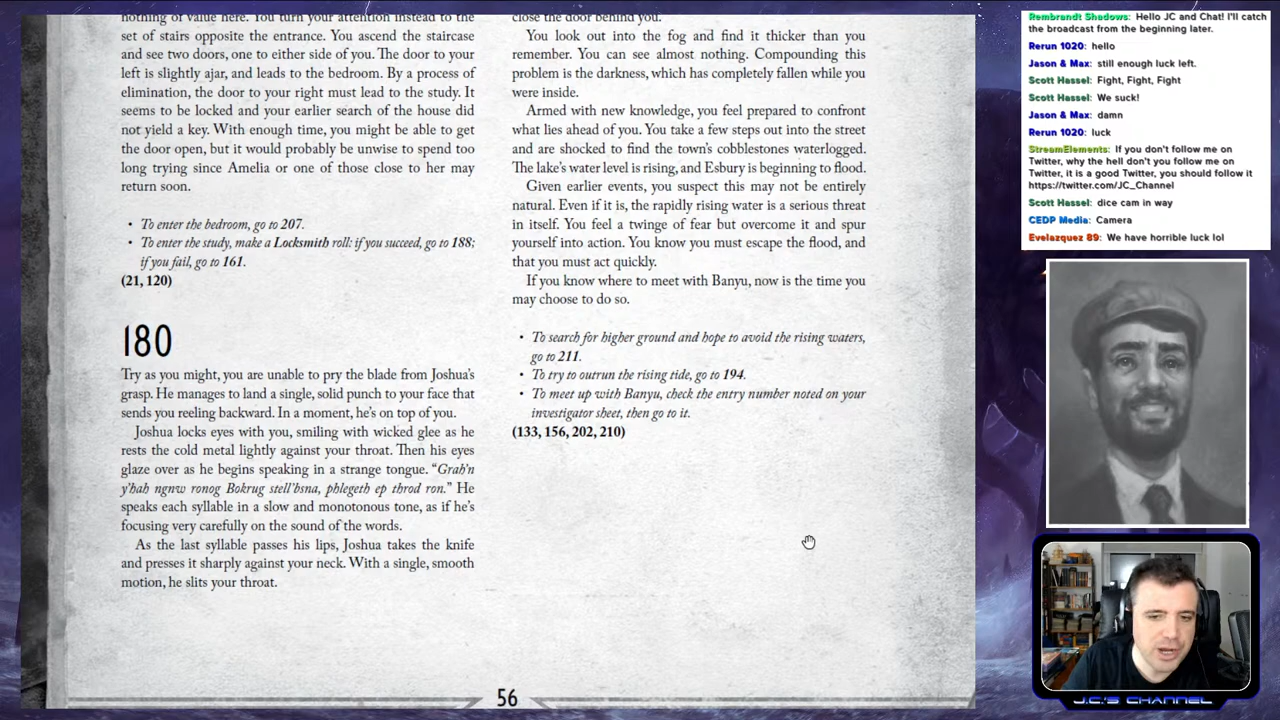 nothing of value here. You turn your attention instead to the
set of stairs opposite the entrance. You ascend the staircase
and see two doors, one to either side of you. The door to your
left is slightly ajar, and leads to the bedroom. By a process of
elimination, the door to your right must lead to the study. It
seems to be locked and your earlier search of the house did
not yield a key. With enough time, you might be able to get
the door open, but it would probably be unwise to spend too
long trying since Amelia or one of those close to her may
return soon.
• To enter the bedroom, go to 207.
• To enter the study, make a Locksmith roll: if you succeed, go to 188;
if you fail, go to 161.
(21, 120)
180
Try as you might, you are unable to pry the blade from Joshua's
grasp. He manages to land a single, solid punch to your face that
sends you reeling backward. In a moment, he's on top of you.
Joshua locks eyes with you, smiling with wicked glee as he
rests the cold metal lightly against your throat. Then his eyes
glaze over as he begins speaking in a strange tongue. "Grah'n
y'hah ngnw ronog Bokrug stell'bsna, phlegeth ep throd ron." He
speaks each syllable in a slow and monotonous tone, as if he's
focusing very carefully on the sound of the words.
As the last syllable passes his lips, Joshua takes the knife
and presses it sharply against your neck. With a single, smooth
motion, he slits your throat.
close the door behind you.
You look out into the fog and find it thicker than you
remember. You can see almost nothing. Compounding this
problem is the darkness, which has completely fallen while you
were inside.
Armed with new knowledge, you feel prepared to confront
what lies ahead of you. You take a few steps out into the street
and are shocked to find the town's cobblestones waterlogged.
The lake's water level is rising, and Esbury is beginning to flood.
Given earlier events, you suspect this may not be entirely
natural. Even if it is, the rapidly rising water is a serious threat
in itself. You feel a twinge of fear but overcome it and spur
yourself into action. You know you must escape the flood, and
that you must act quickly.
If you know where to meet with Banyu, now is the time you
may choose to do so.
• To search for higher ground and hope to avoid the rising waters,
go to 211.
• To try to outrun the rising tide, go to 194.
• To meet up with Banyu, check the entry number noted on your
investigator sheet, then go to it.
(133, 156, 202, 210)
56
Rembrandt Shadows: Hello JC and Chat! I'll catch
the broadcast from the beginning later.
Rerun 1020: hello
Jason & Max: still enough luck left.
Scott Hassel: Fight, Fight, Fight
Scott Hassel: We suck!
Jason & Max: damn
Rerun 1020: luck
StreamElements: If you don't follow me on
Twitter, why the hell don't you follow me on
Twitter, it is a good Twitter, you should follow it
https://twitter.com/JC_Channel
Scott Hassel: dice cam in way
CEDP Media: Camera
Evelazquez 89: We have horrible luck lol
J.C.'S CHANNEL